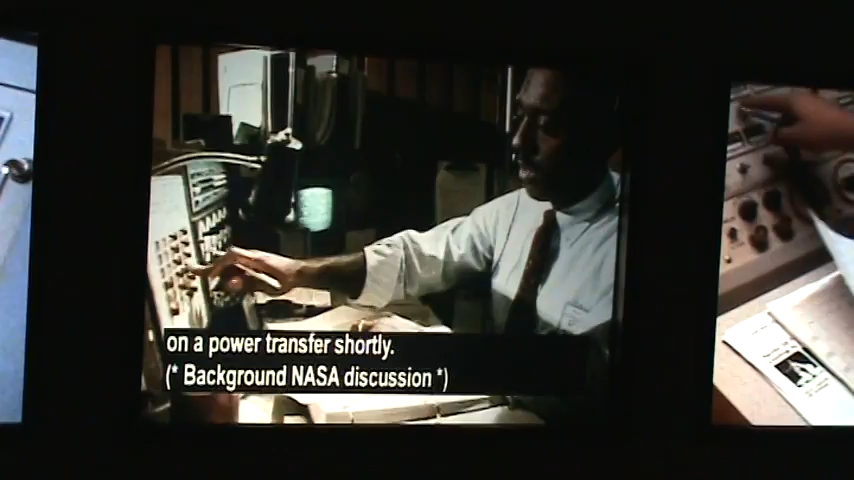 on a power transfer shortly.
(* Background NASA discussion *)